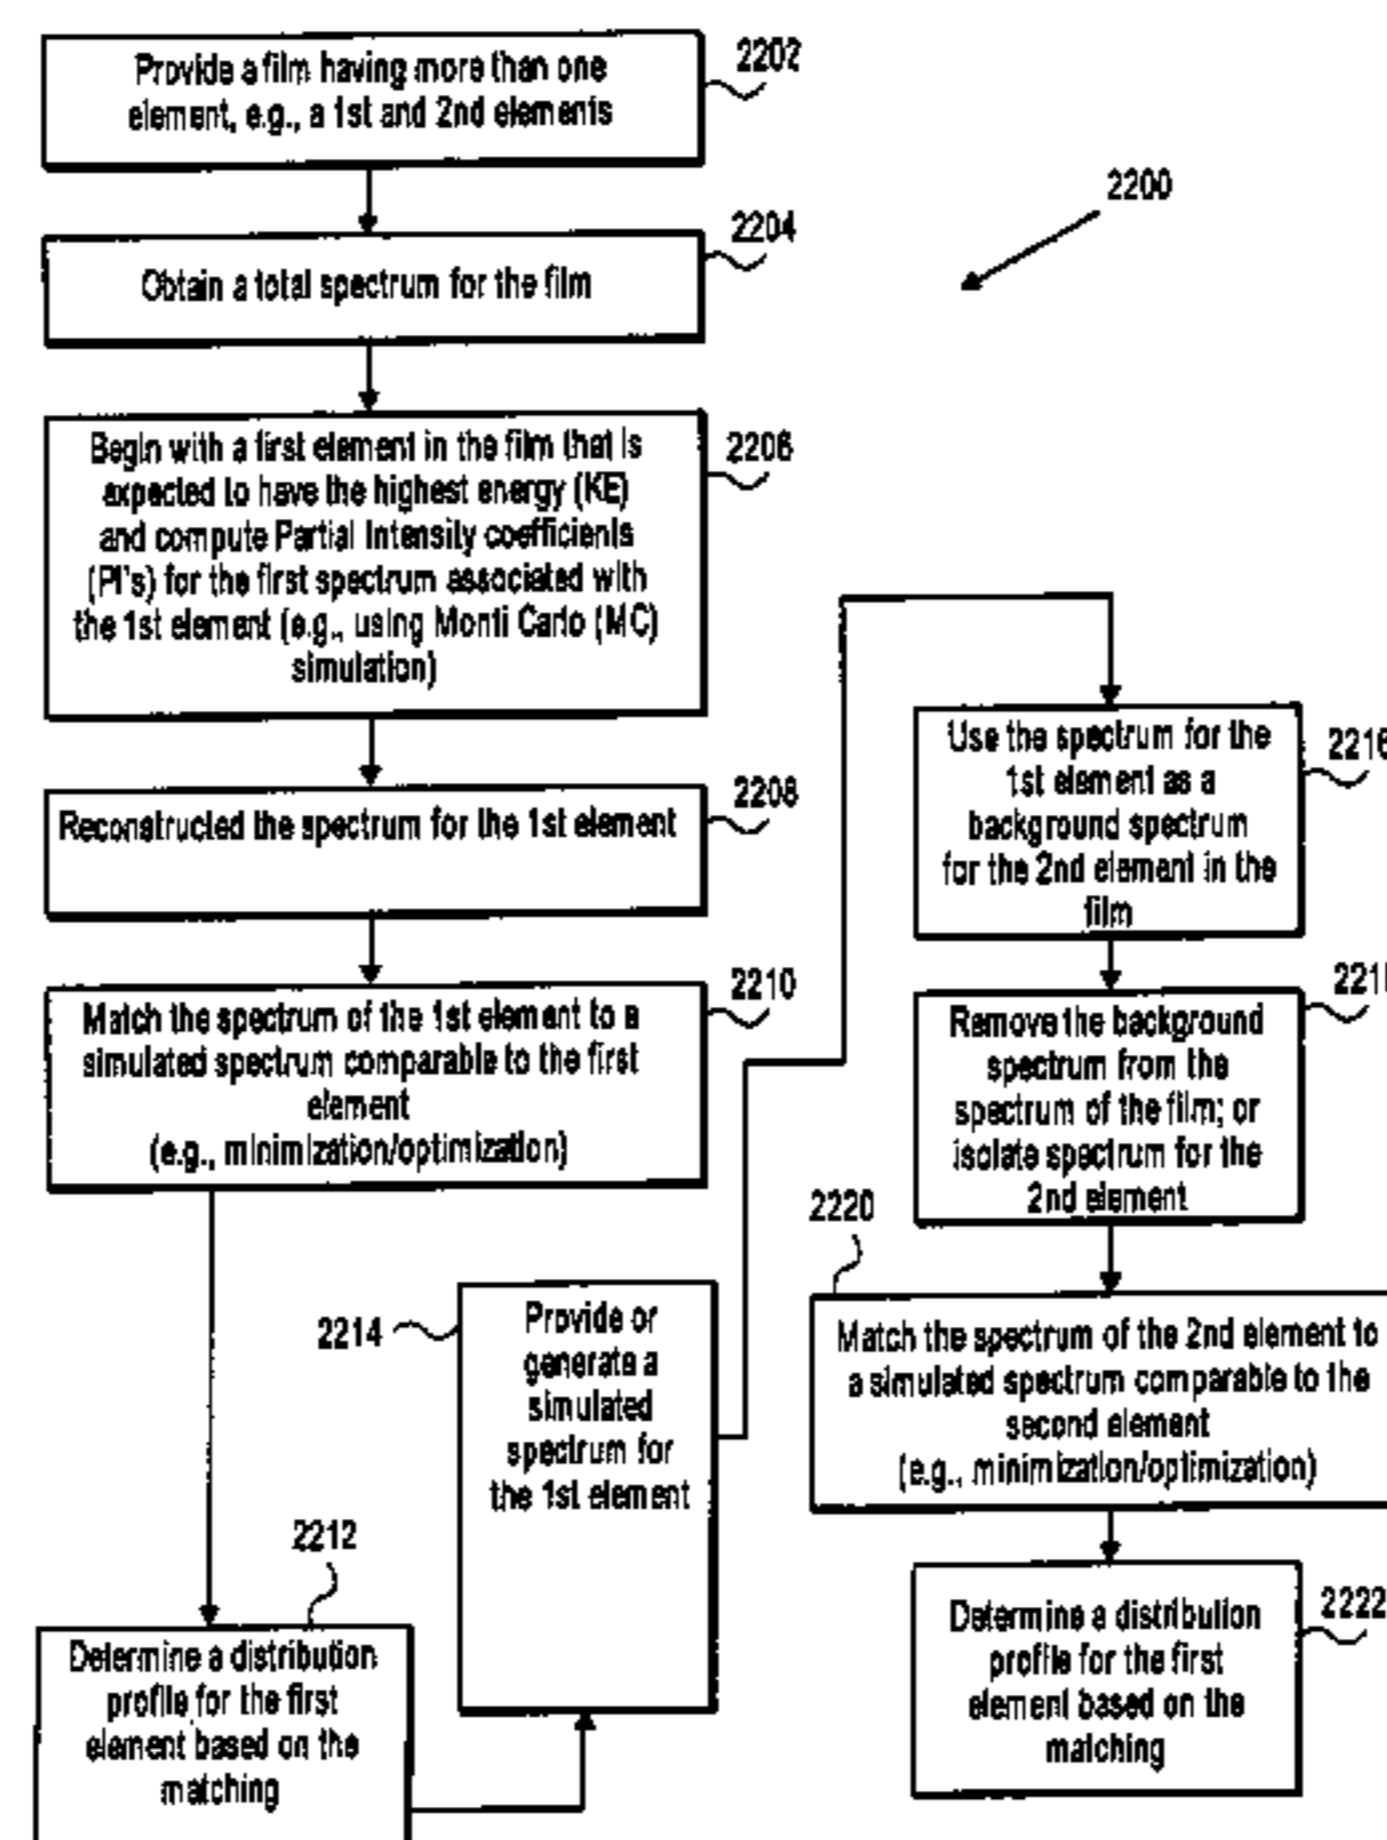 Provide a film having more than one
element, e.g., a 1st and 2nd elements
2202
2200
2204
Obtain a total spectrum for the film
Begin with a first element in the film that is
expected to have the highest energy (KE)
and compute Partial Intensity coefficients
(PI's) for the first spectrum associated with
the 1st element (e.g., using Monti Carlo (MC)
simulation)
2206
2208
Reconstructed the spectrum for the 1st element
2210
Match the spectrum of the 1st element to a
simulated spectrum comparable to the first
element
(e.g., minimization/optimization)
2212
Determine a distribution
profile for the first
element based on the
matching
2214
Provide or
generate a
simulated
spectrum for
the 1st element
Use the spectrum for the
1st element as a
background spectrum
for the 2nd element in the
film
2216
Remove the background
spectrum from the
spectrum of the film; or
isolate spectrum for the
2nd element
2220
Match the spectrum of the 2nd element to
a simulated spectrum comparable to the
second element
(e.g., minimization/optimization)
Determine a distribution
profile for the first
element based on the
matching
2222